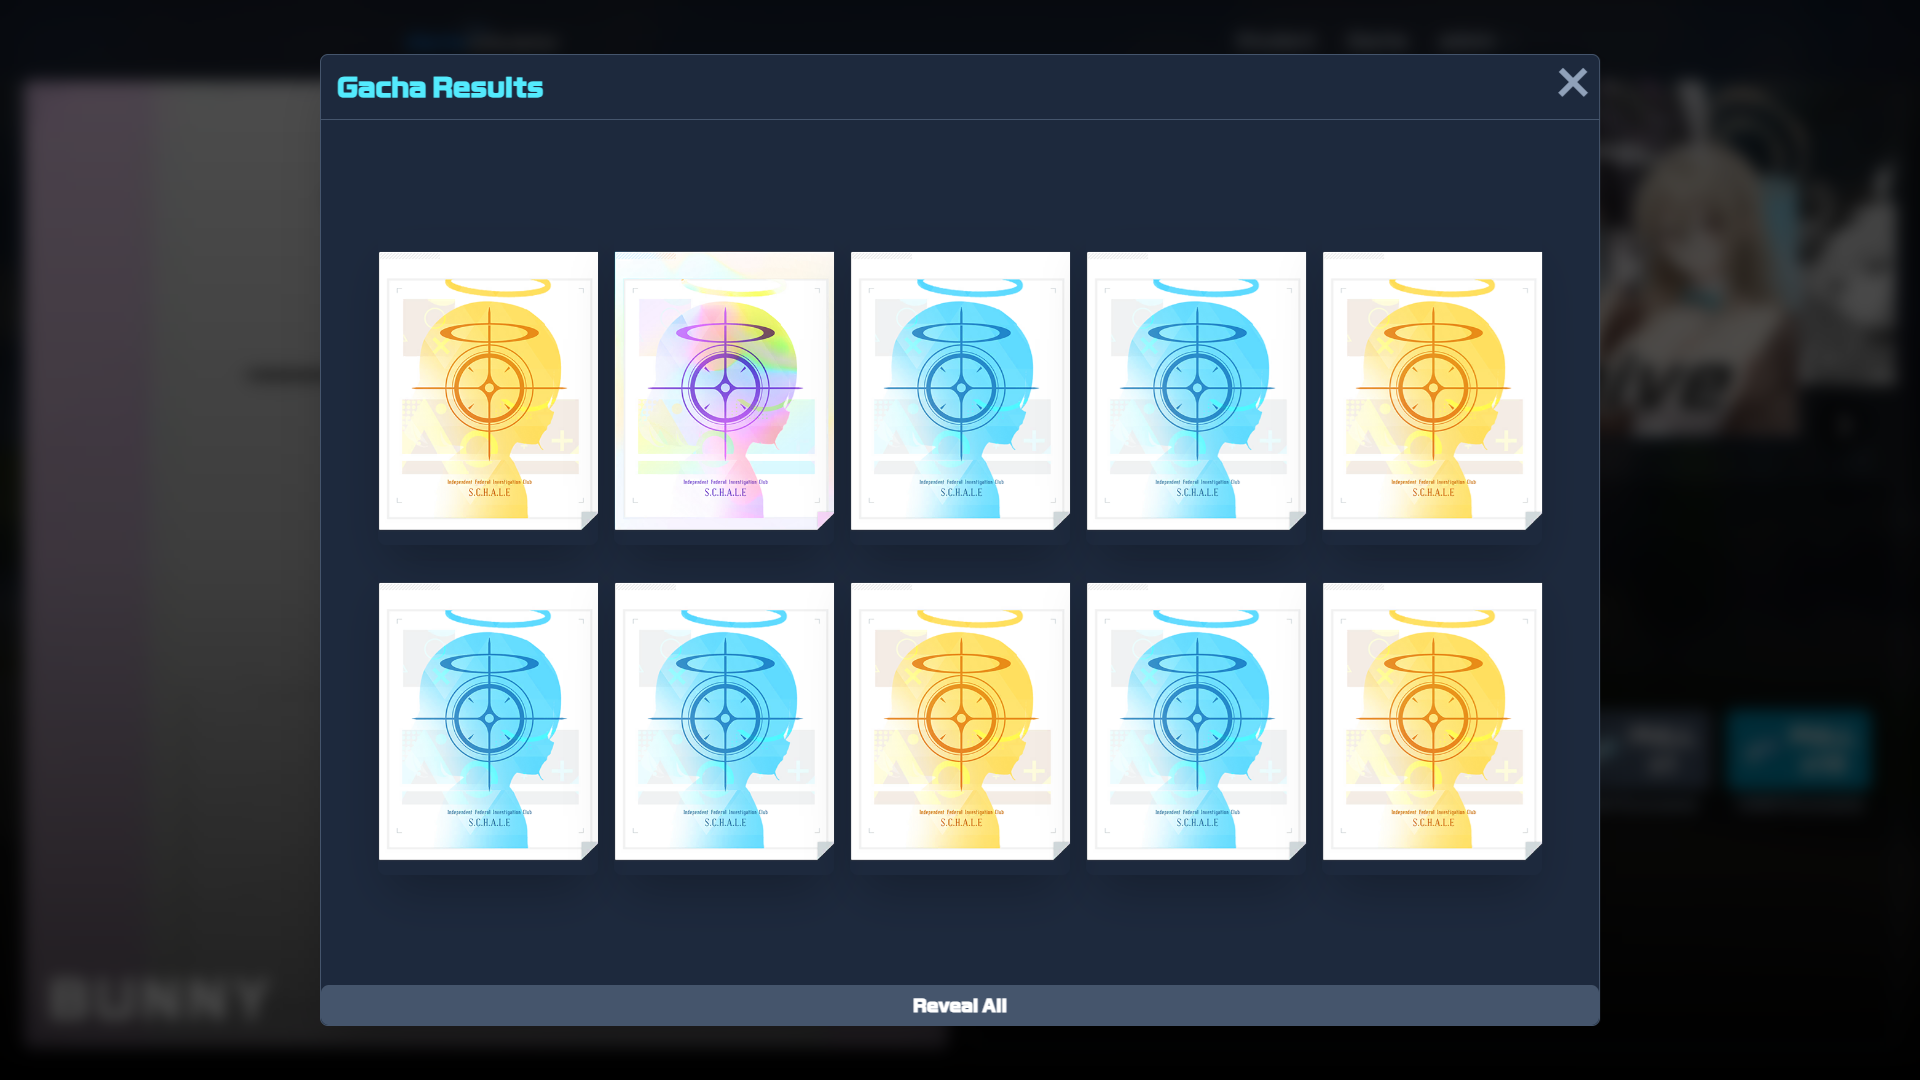 Gacha Results
Independent Federal Investigation Club
S.C.H.A.L.E
Independent Federal Investigation Club
S.C.H.A.L.E
Independent Federal Investigation Club
S.C.H.A.L.E
Independent Federal Investigation Club
S.C.H.A.L.E
Independent Federal Investigation Club
S.C.H.A.L.E
Independent Federal Investigation Club
S.C.H.A.L.E
Independent Federal Investigation Club
S.C.H.A.L.E
Independent Federal Investigation Club
S.C.H.A.L.E
Independent Federal Investigation Club
S.C.H.A.L.E
Independent Federal Investigation Club
S.C.H.A.L.E
BUNNY
Reveal All